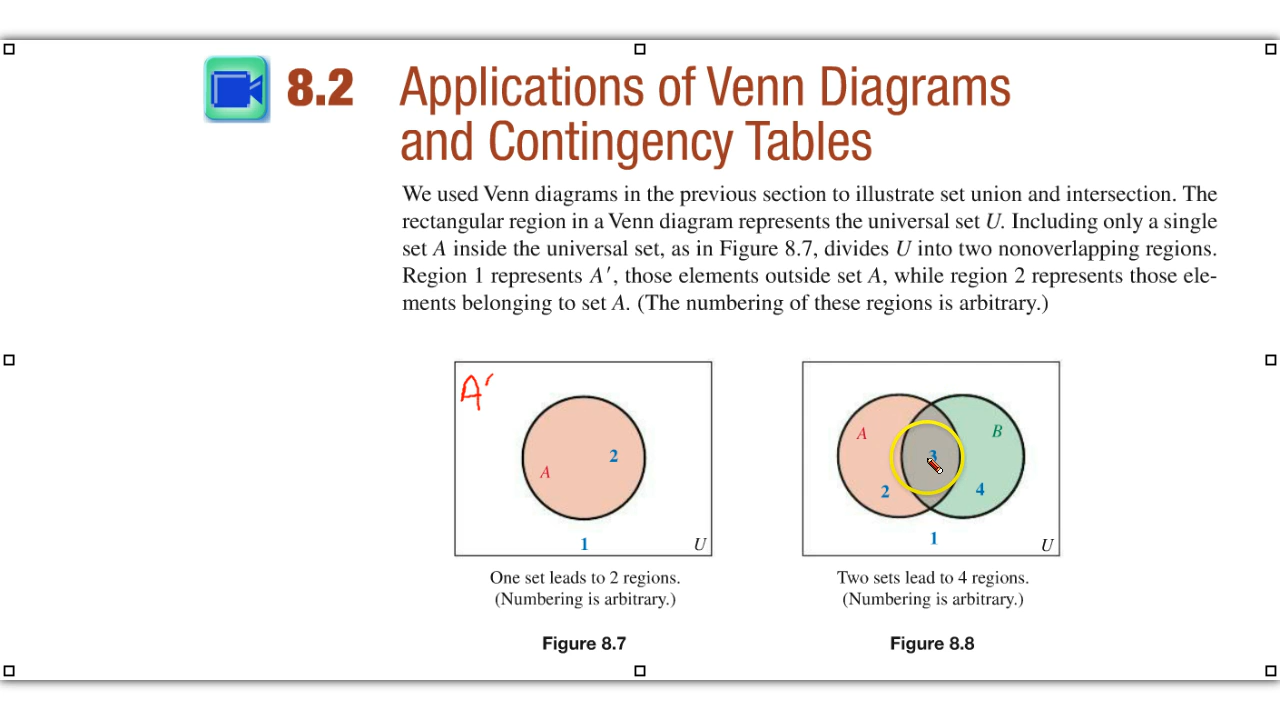 8.2 Applications of Venn Diagrams
and Contingency Tables
We used Venn diagrams in the previous section to illustrate set union and intersection. The
rectangular region in a Venn diagram represents the universal set U. Including only a single
set A inside the universal set, as in Figure 8.7, divides U into two nonoverlapping regions.
Region 1 represents A′, those elements outside set A, while region 2 represents those ele-
ments belonging to set A. (The numbering of these regions is arbitrary.)
A′
A
2
1
U
One set leads to 2 regions.
(Numbering is arbitrary.)
Figure 8.7
A
B
3
2
4
1
U
Two sets lead to 4 regions.
(Numbering is arbitrary.)
Figure 8.8